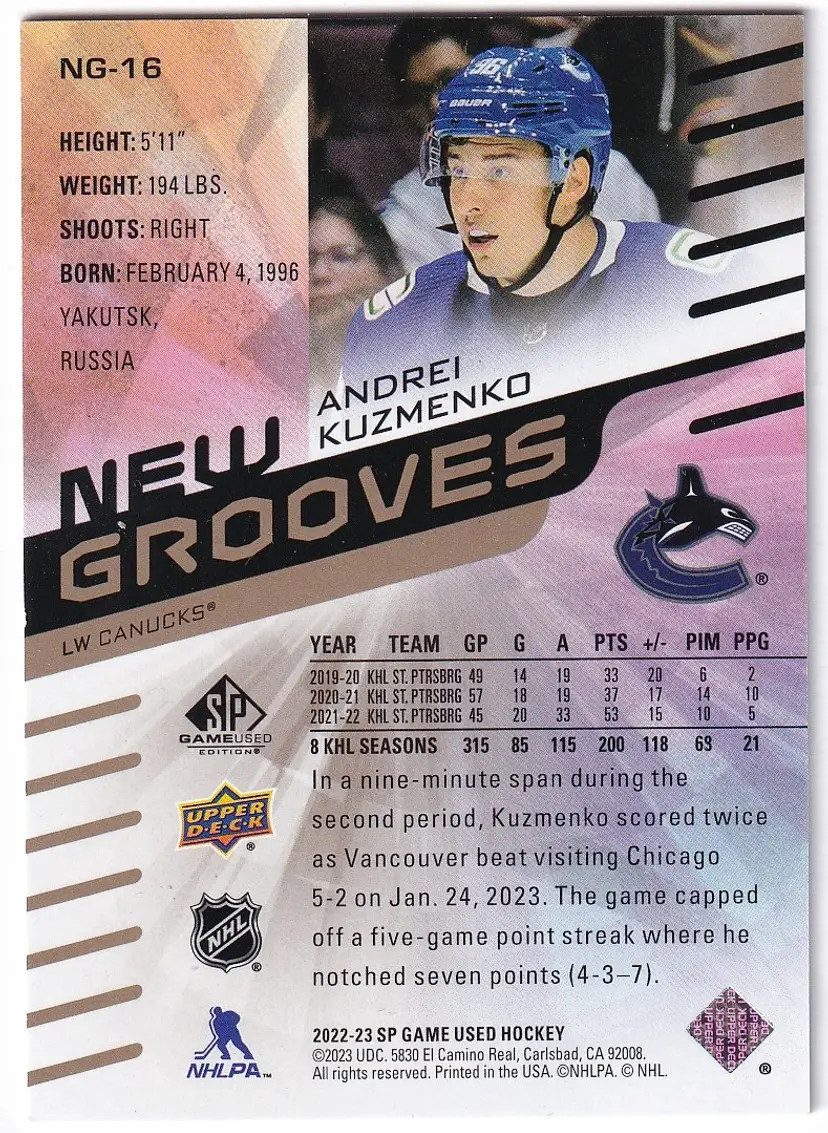 NG-16
HEIGHT: 5'11"
WEIGHT: 194 LBS.
SHOOTS: RIGHT
BORN: FEBRUARY 4, 1996
YAKUTSK,
RUSSIA
96
BAUER
ANDREI
KUZMENKO
NEW
GROOVES
LW CANUCKS®
®
YEAR TEAM GP G A PTS +/- PIM PPG
2019-20 KHL ST. PTRSBRG 49 14 19 33 20 6 2
2020-21 KHL ST. PTRSBRG 57 18 19 37 17 14 10
2021-22 KHL ST. PTRSBRG 45 20 33 53 15 10 5
8 KHL SEASONS 315 85 115 200 118 63 21
SP
GAMEUSED
EDITION®
UPPER
DECK
®
NHL
®
NHLPA™
In a nine-minute span during the
second period, Kuzmenko scored twice
as Vancouver beat visiting Chicago
5-2 on Jan. 24, 2023. The game capped
off a five-game point streak where he
notched seven points (4-3–7).
2022-23 SP GAME USED HOCKEY
©2023 UDC. 5830 El Camino Real, Carlsbad, CA 92008.
All rights reserved. Printed in the USA. ©NHLPA. © NHL.
UPPER DECK
®